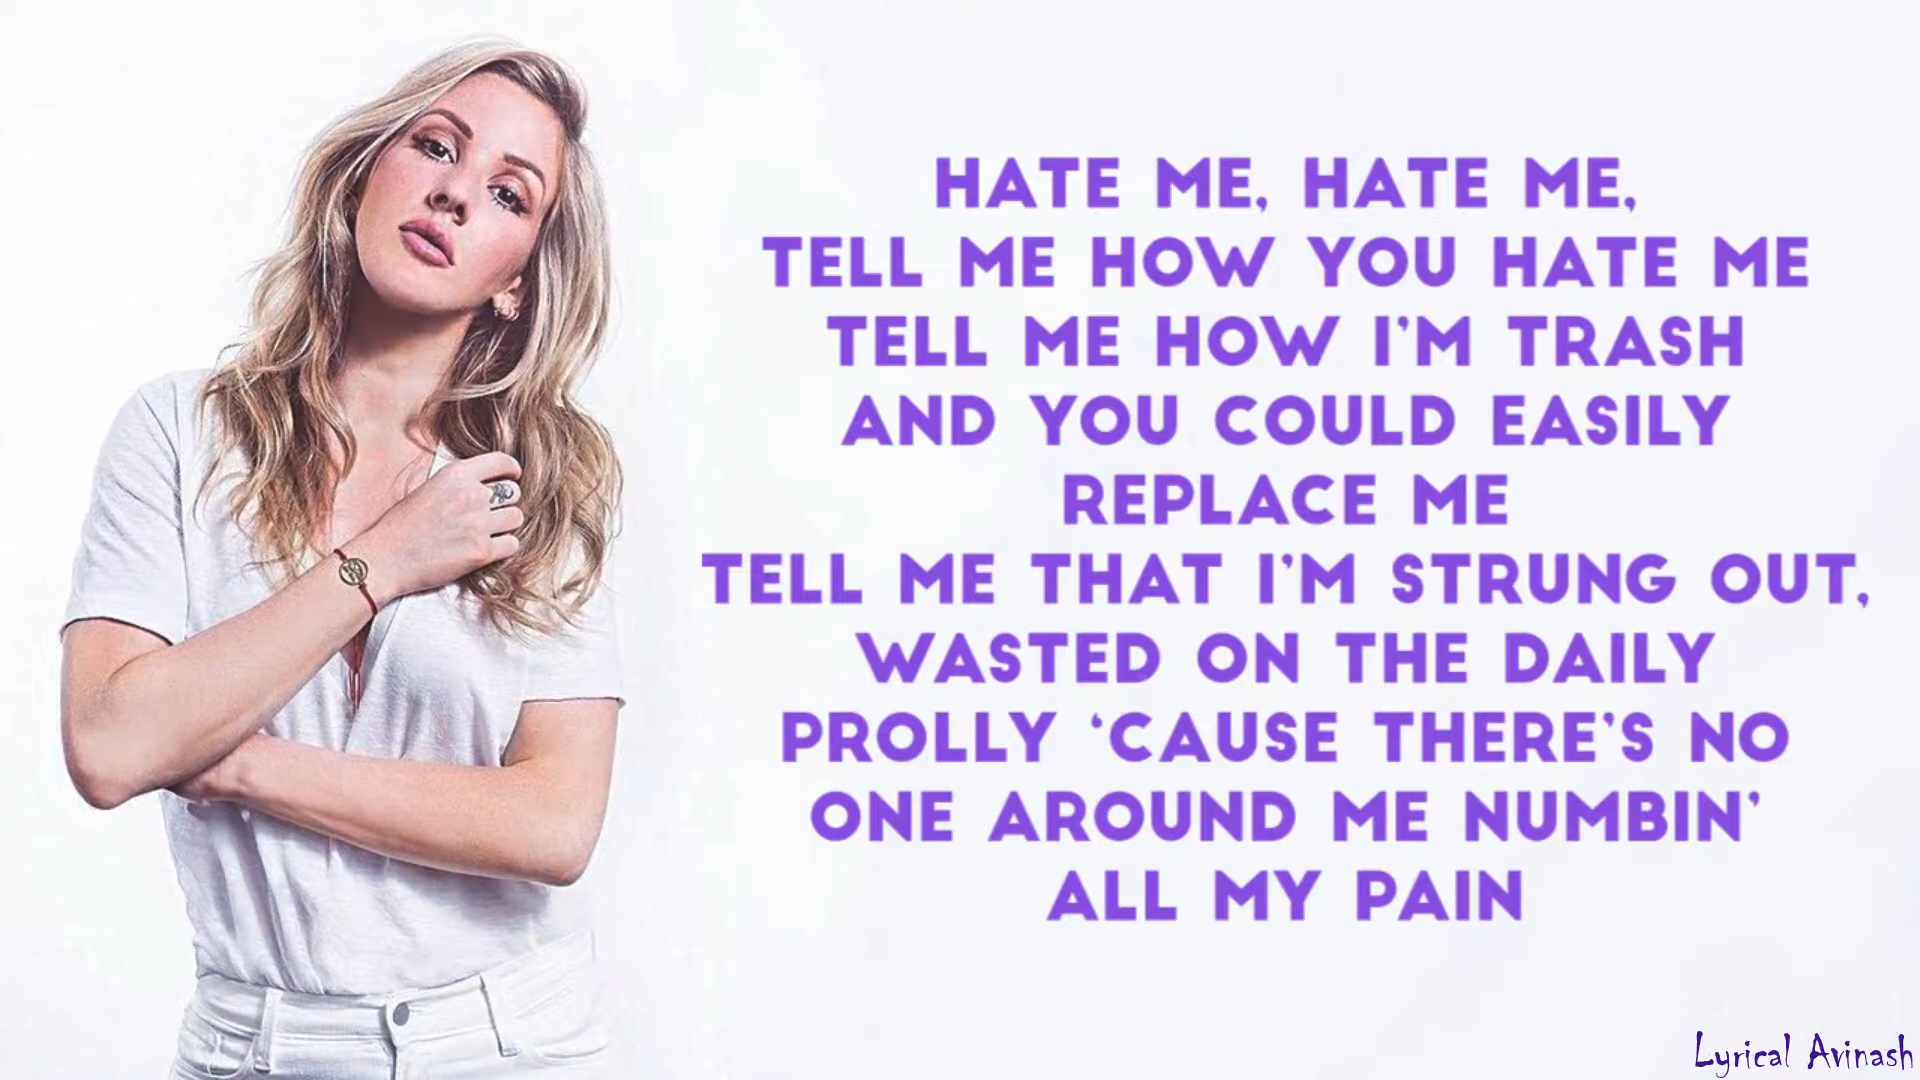 HATE ME, HATE ME,
TELL ME HOW YOU HATE ME
TELL ME HOW I'M TRASH
AND YOU COULD EASILY
REPLACE ME
TELL ME THAT I'M STRUNG OUT,
WASTED ON THE DAILY
PROLLY ‘CAUSE THERE'S NO
ONE AROUND ME NUMBIN'
ALL MY PAIN
Lyrical Avinash